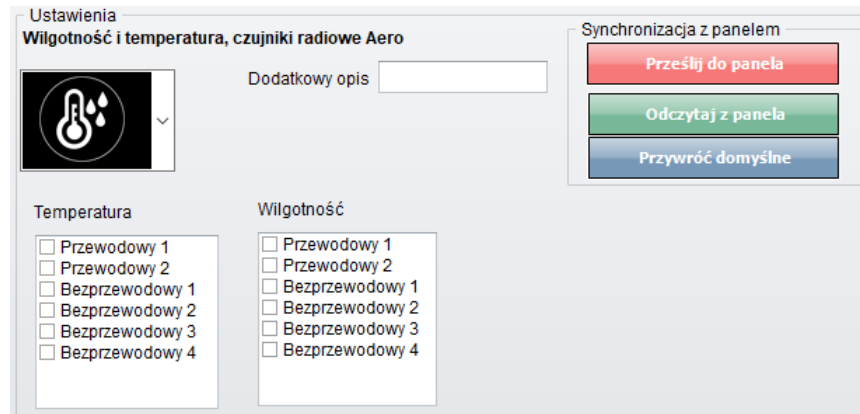 Ustawienia
Wilgotność i temperatura, czujniki radiowe Aero
Dodatkowy opis
Synchronizacja z panelem
Prześlij do panela
Odczytaj z panela
Przywróć domyślne
Temperatura
Przewodowy 1
Przewodowy 2
Bezprzewodowy 1
Bezprzewodowy 2
Bezprzewodowy 3
Bezprzewodowy 4
Wilgotność
Przewodowy 1
Przewodowy 2
Bezprzewodowy 1
Bezprzewodowy 2
Bezprzewodowy 3
Bezprzewodowy 4